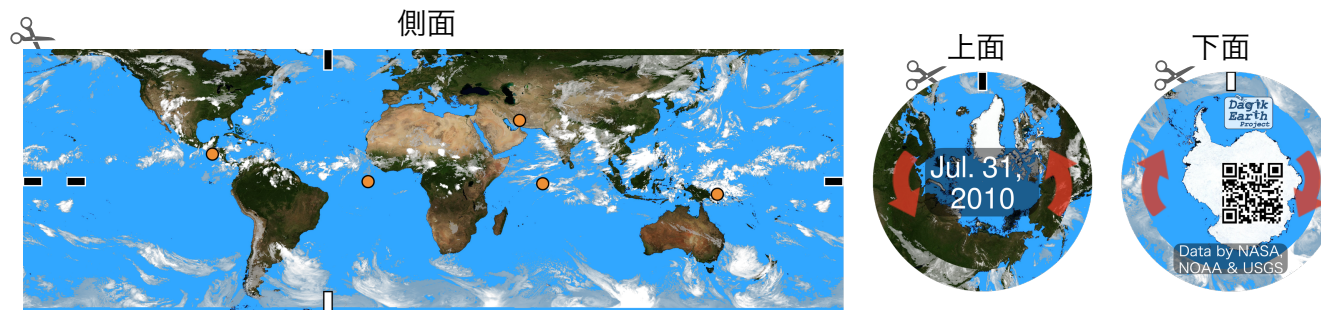 側面
上面
下面
Jul. 31,
2010
Dagik
Earth
Project
Data by NASA,
NOAA & USGS